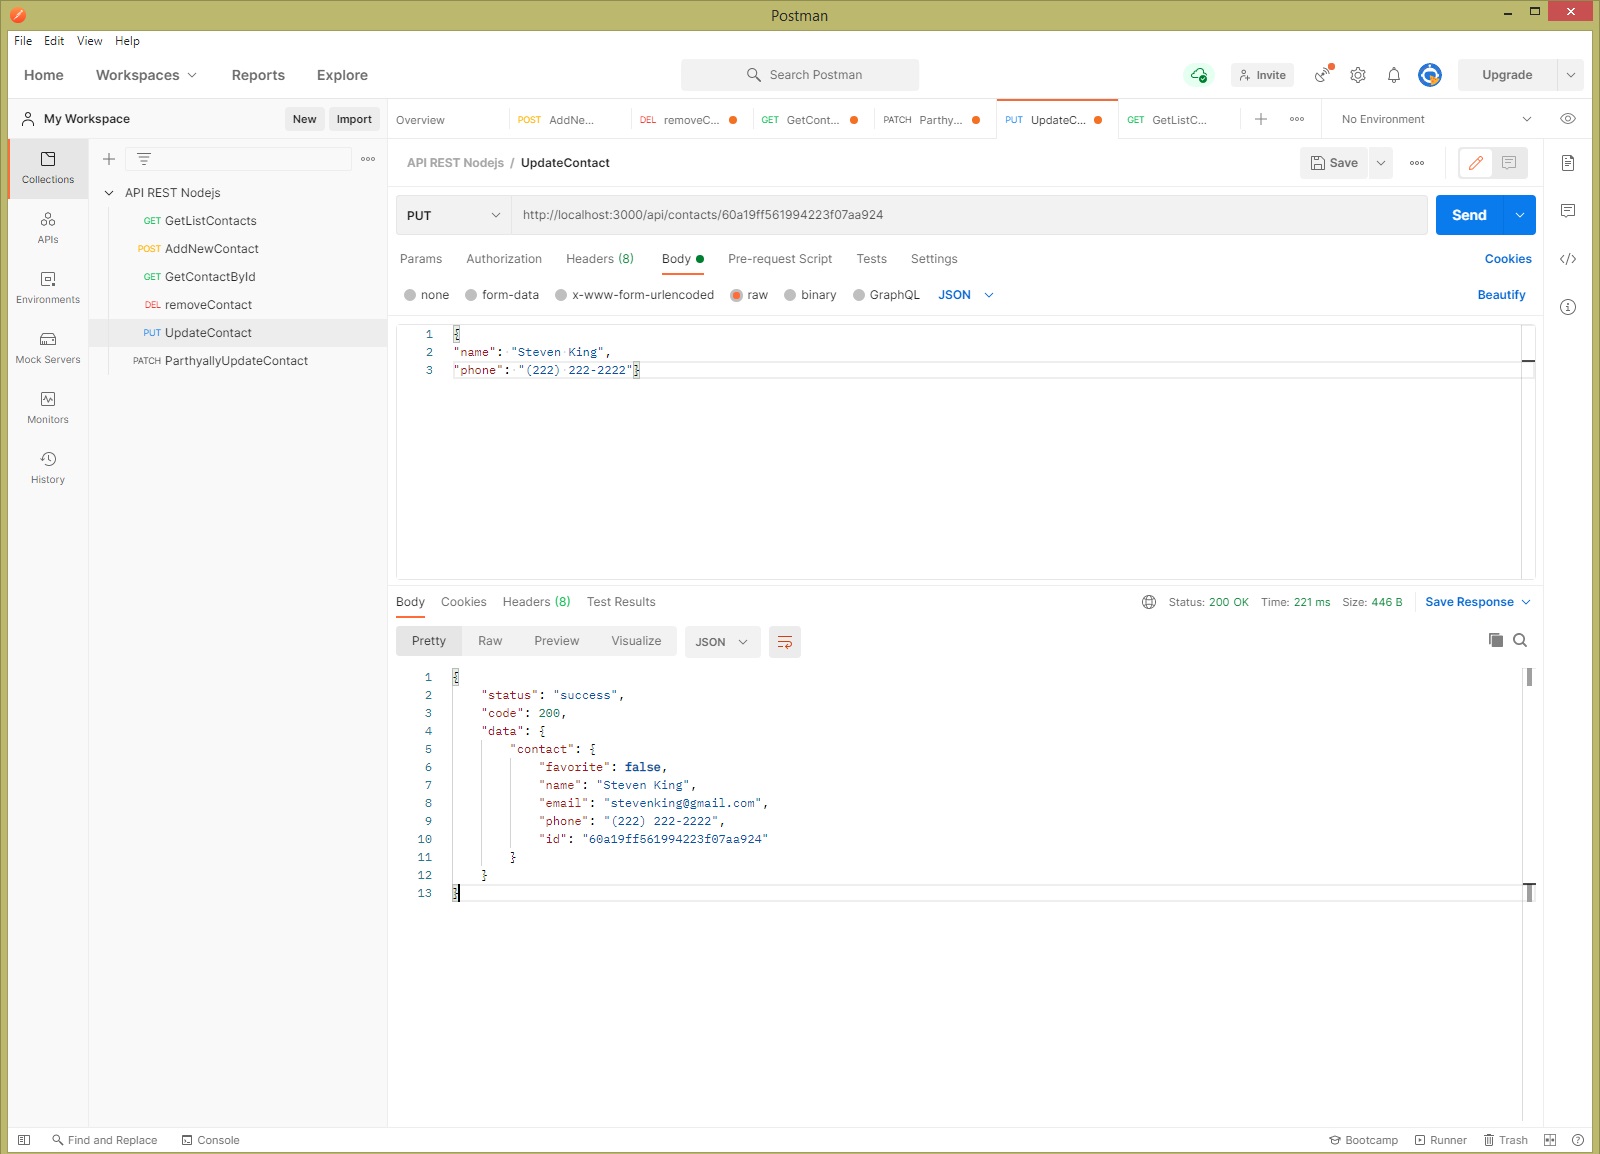 Postman
File Edit View Help
Home Workspaces Reports Explore Search Postman Invite Upgrade
My Workspace New Import
Overview POST AddNe... DEL removeC... GET GetCont... PATCH Parthy... PUT UpdateC... GET GetListC... No Environment
Collections
APIs
Environments
Mock Servers
Monitors
History
API REST Nodejs
GET GetListContacts
POST AddNewContact
GET GetContactById
DEL removeContact
PUT UpdateContact
PATCH ParthyallyUpdateContact
API REST Nodejs / UpdateContact Save
PUT http://localhost:3000/api/contacts/60a19ff561994223f07aa924 Send
Params Authorization Headers (8) Body Pre-request Script Tests Settings Cookies
none form-data x-www-form-urlencoded raw binary GraphQL JSON Beautify
1 {
2 "name": "Steven King",
3 "phone": "(222) 222-2222"}
Body Cookies Headers (8) Test Results Status: 200 OK Time: 221 ms Size: 446 B Save Response
Pretty Raw Preview Visualize JSON
1 {
2 "status": "success",
3 "code": 200,
4 "data": {
5 "contact": {
6 "favorite": false,
7 "name": "Steven King",
8 "email": "stevenking@gmail.com",
9 "phone": "(222) 222-2222",
10 "id": "60a19ff561994223f07aa924"
11 }
12 }
13 }
Find and Replace Console Bootcamp Runner Trash